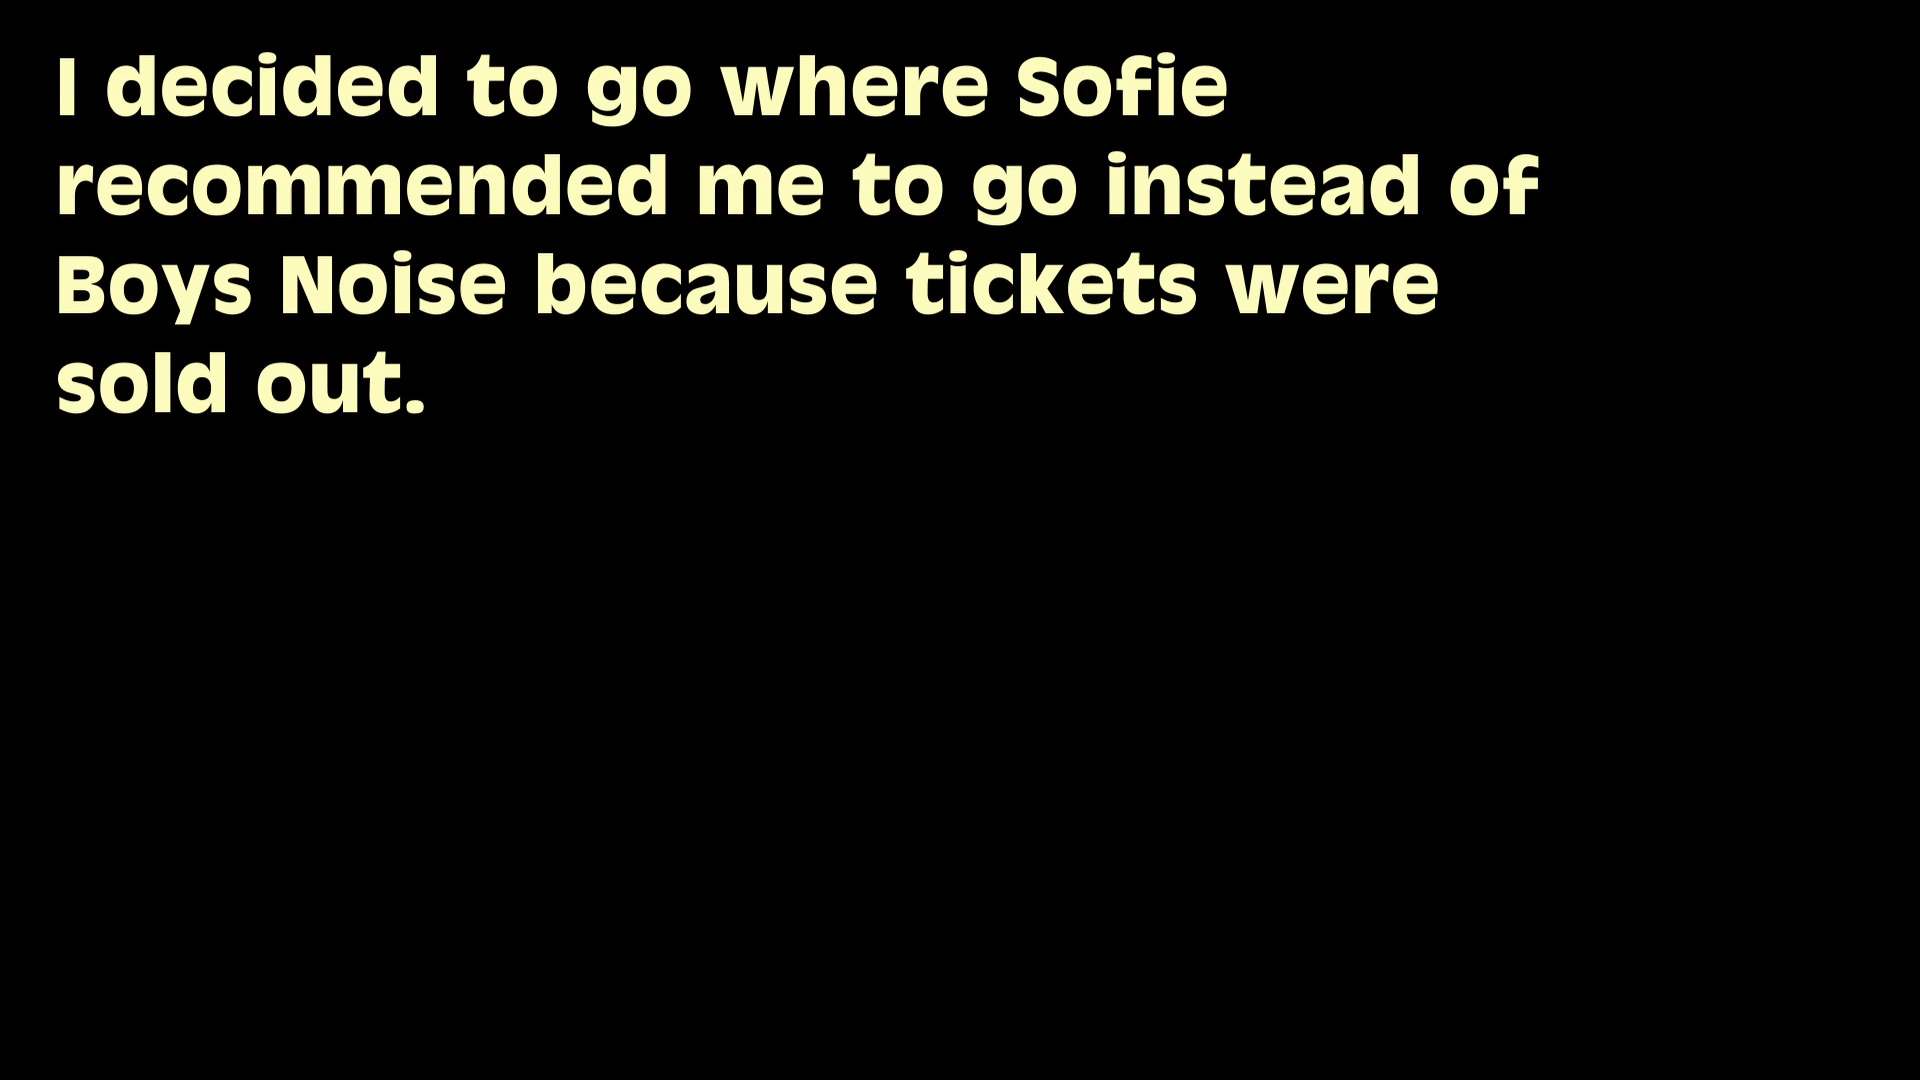 I decided to go where Sofie
recommended me to go instead of
Boys Noise because tickets were
sold out.